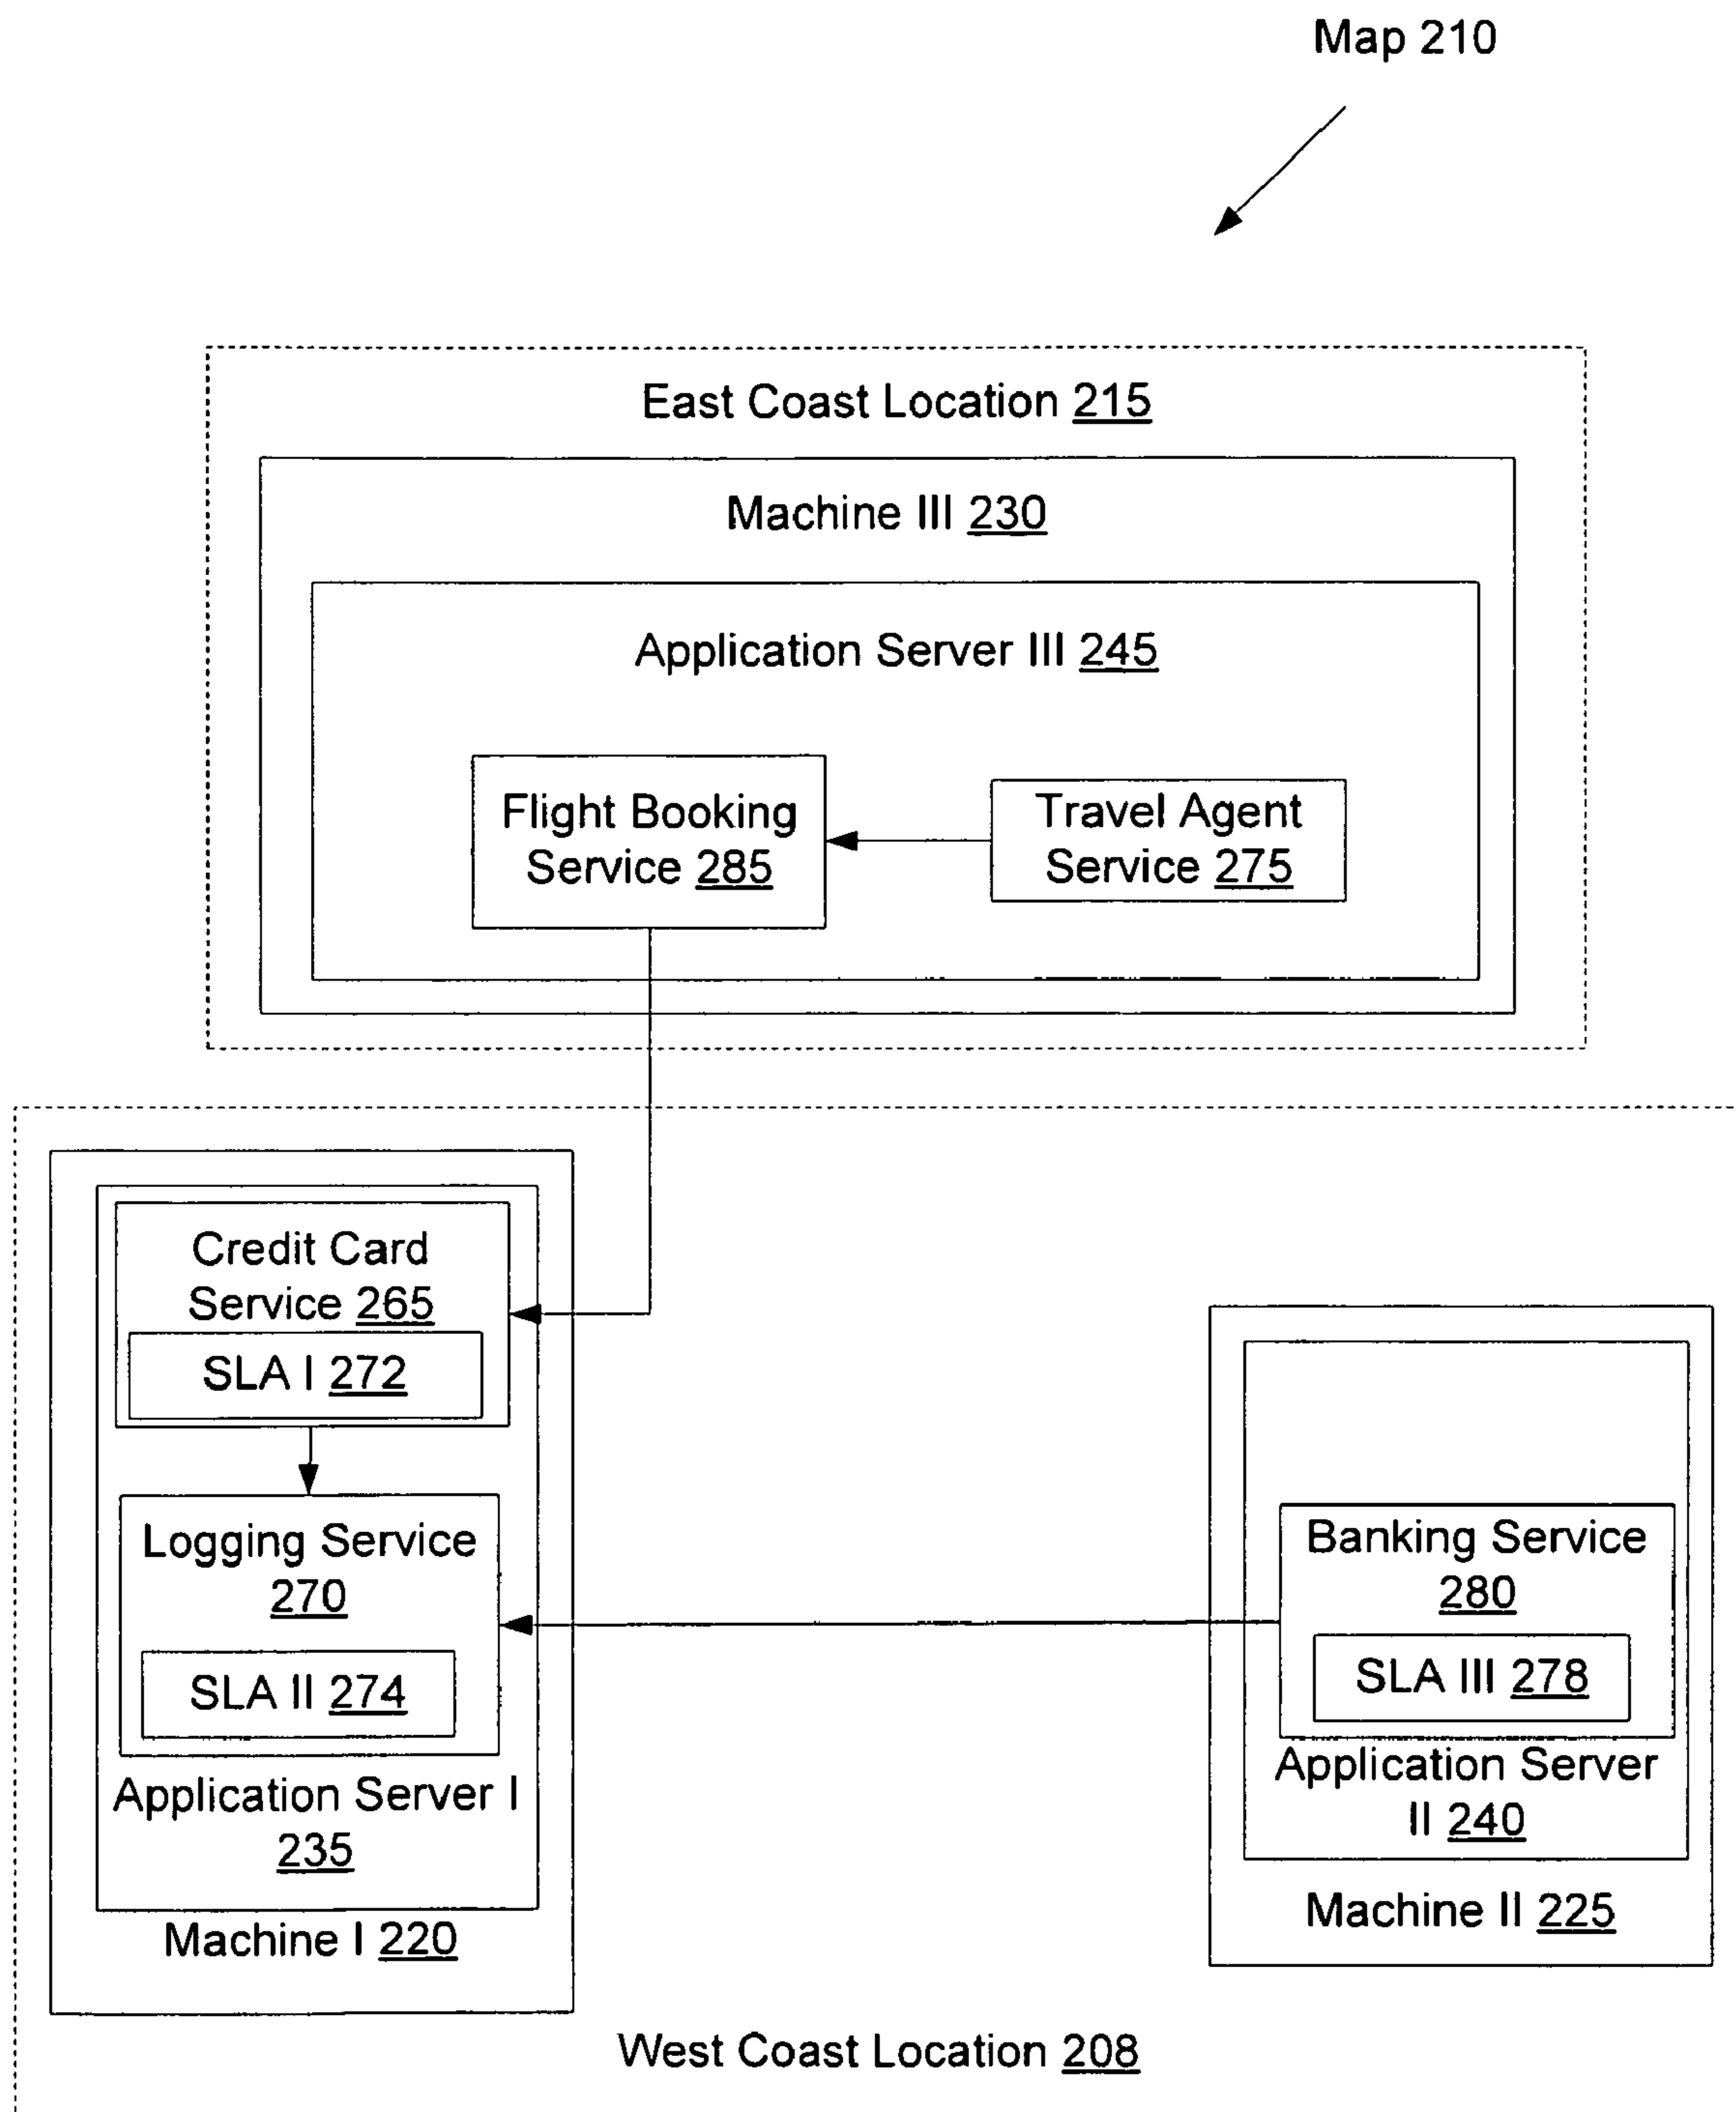 Map 210
East Coast Location 215
Machine III 230
Application Server III 245
Flight Booking
Service 285
Travel Agent
Service 275
Credit Card
Service 265
SLA I 272
Logging Service
270
SLA II 274
Application Server I
235
Machine I 220
Banking Service
280
SLA III 278
Application Server
II 240
Machine II 225
West Coast Location 208